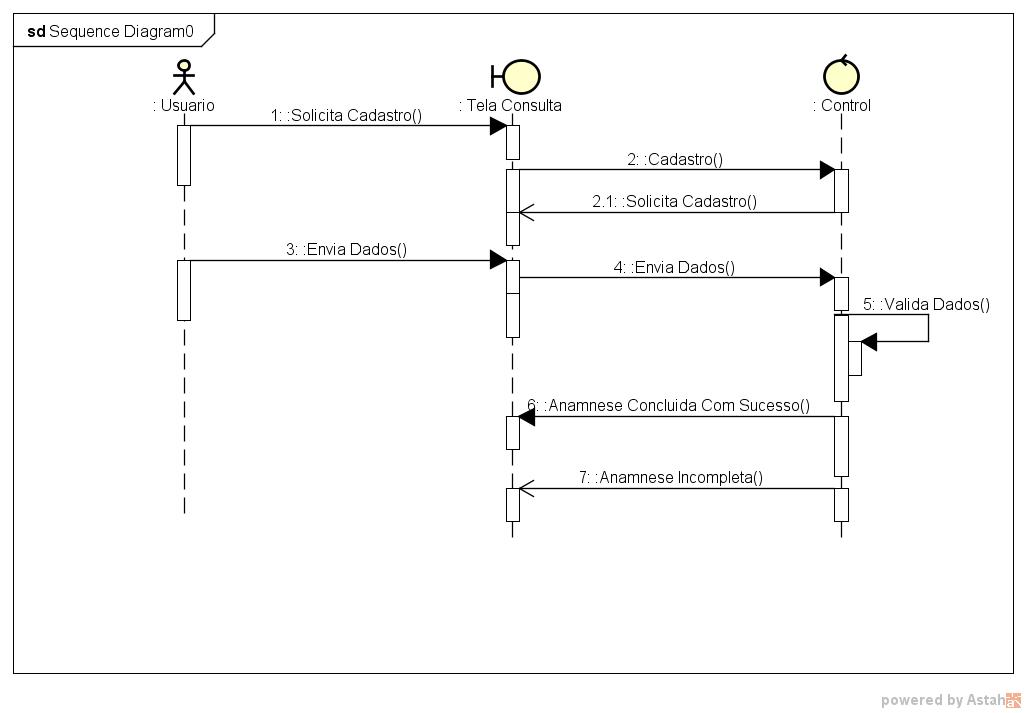 sd Sequence Diagram0
: Usuario
: Tela Consulta
: Control
1: :Solicita Cadastro()
2: :Cadastro()
2.1: :Solicita Cadastro()
3: :Envia Dados()
4: :Envia Dados()
5: :Valida Dados()
6: :Anamnese Concluida Com Sucesso()
7: :Anamnese Incompleta()
powered by Astah